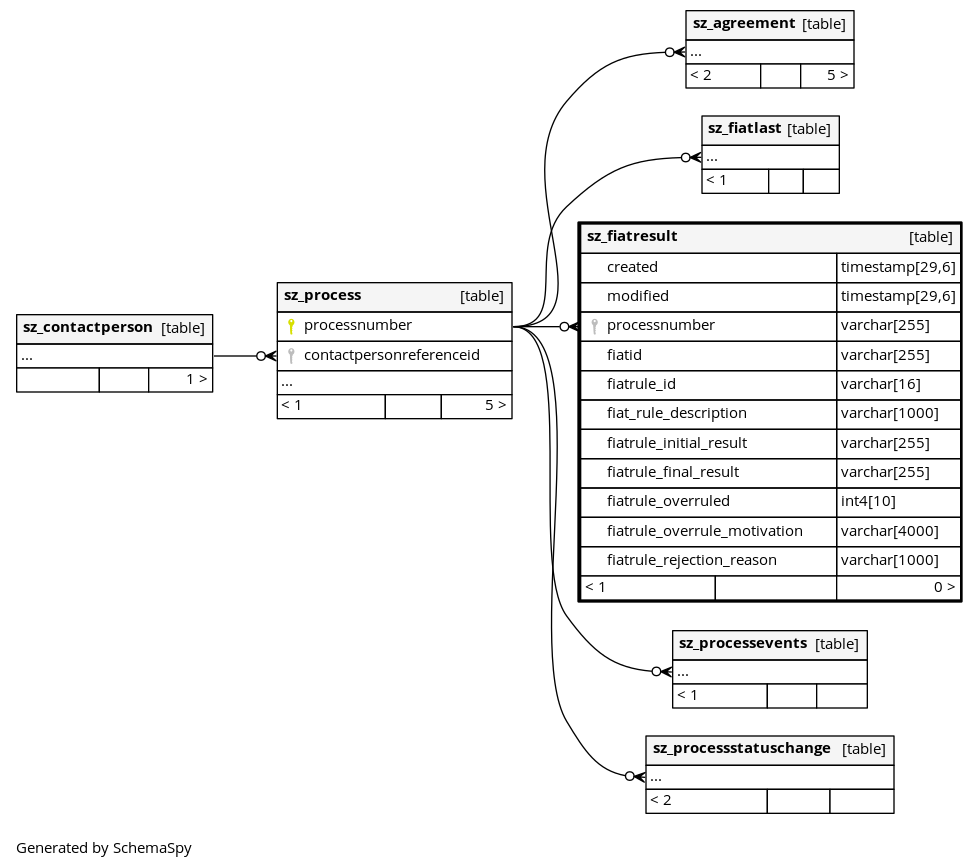 sz_agreement [table]
...
< 2 5 >
sz_fiatlast [table]
...
< 1
sz_fiatresult [table]
created timestamp[29,6]
modified timestamp[29,6]
processnumber varchar[255]
fiatid varchar[255]
fiatrule_id varchar[16]
fiat_rule_description varchar[1000]
fiatrule_initial_result varchar[255]
fiatrule_final_result varchar[255]
fiatrule_overruled int4[10]
fiatrule_overrule_motivation varchar[4000]
fiatrule_rejection_reason varchar[1000]
< 1 0 >
sz_process [table]
processnumber
contactpersonreferenceid
...
< 1 5 >
sz_contactperson [table]
...
1 >
sz_processevents [table]
...
< 1
sz_processstatuschange [table]
...
< 2
Generated by SchemaSpy